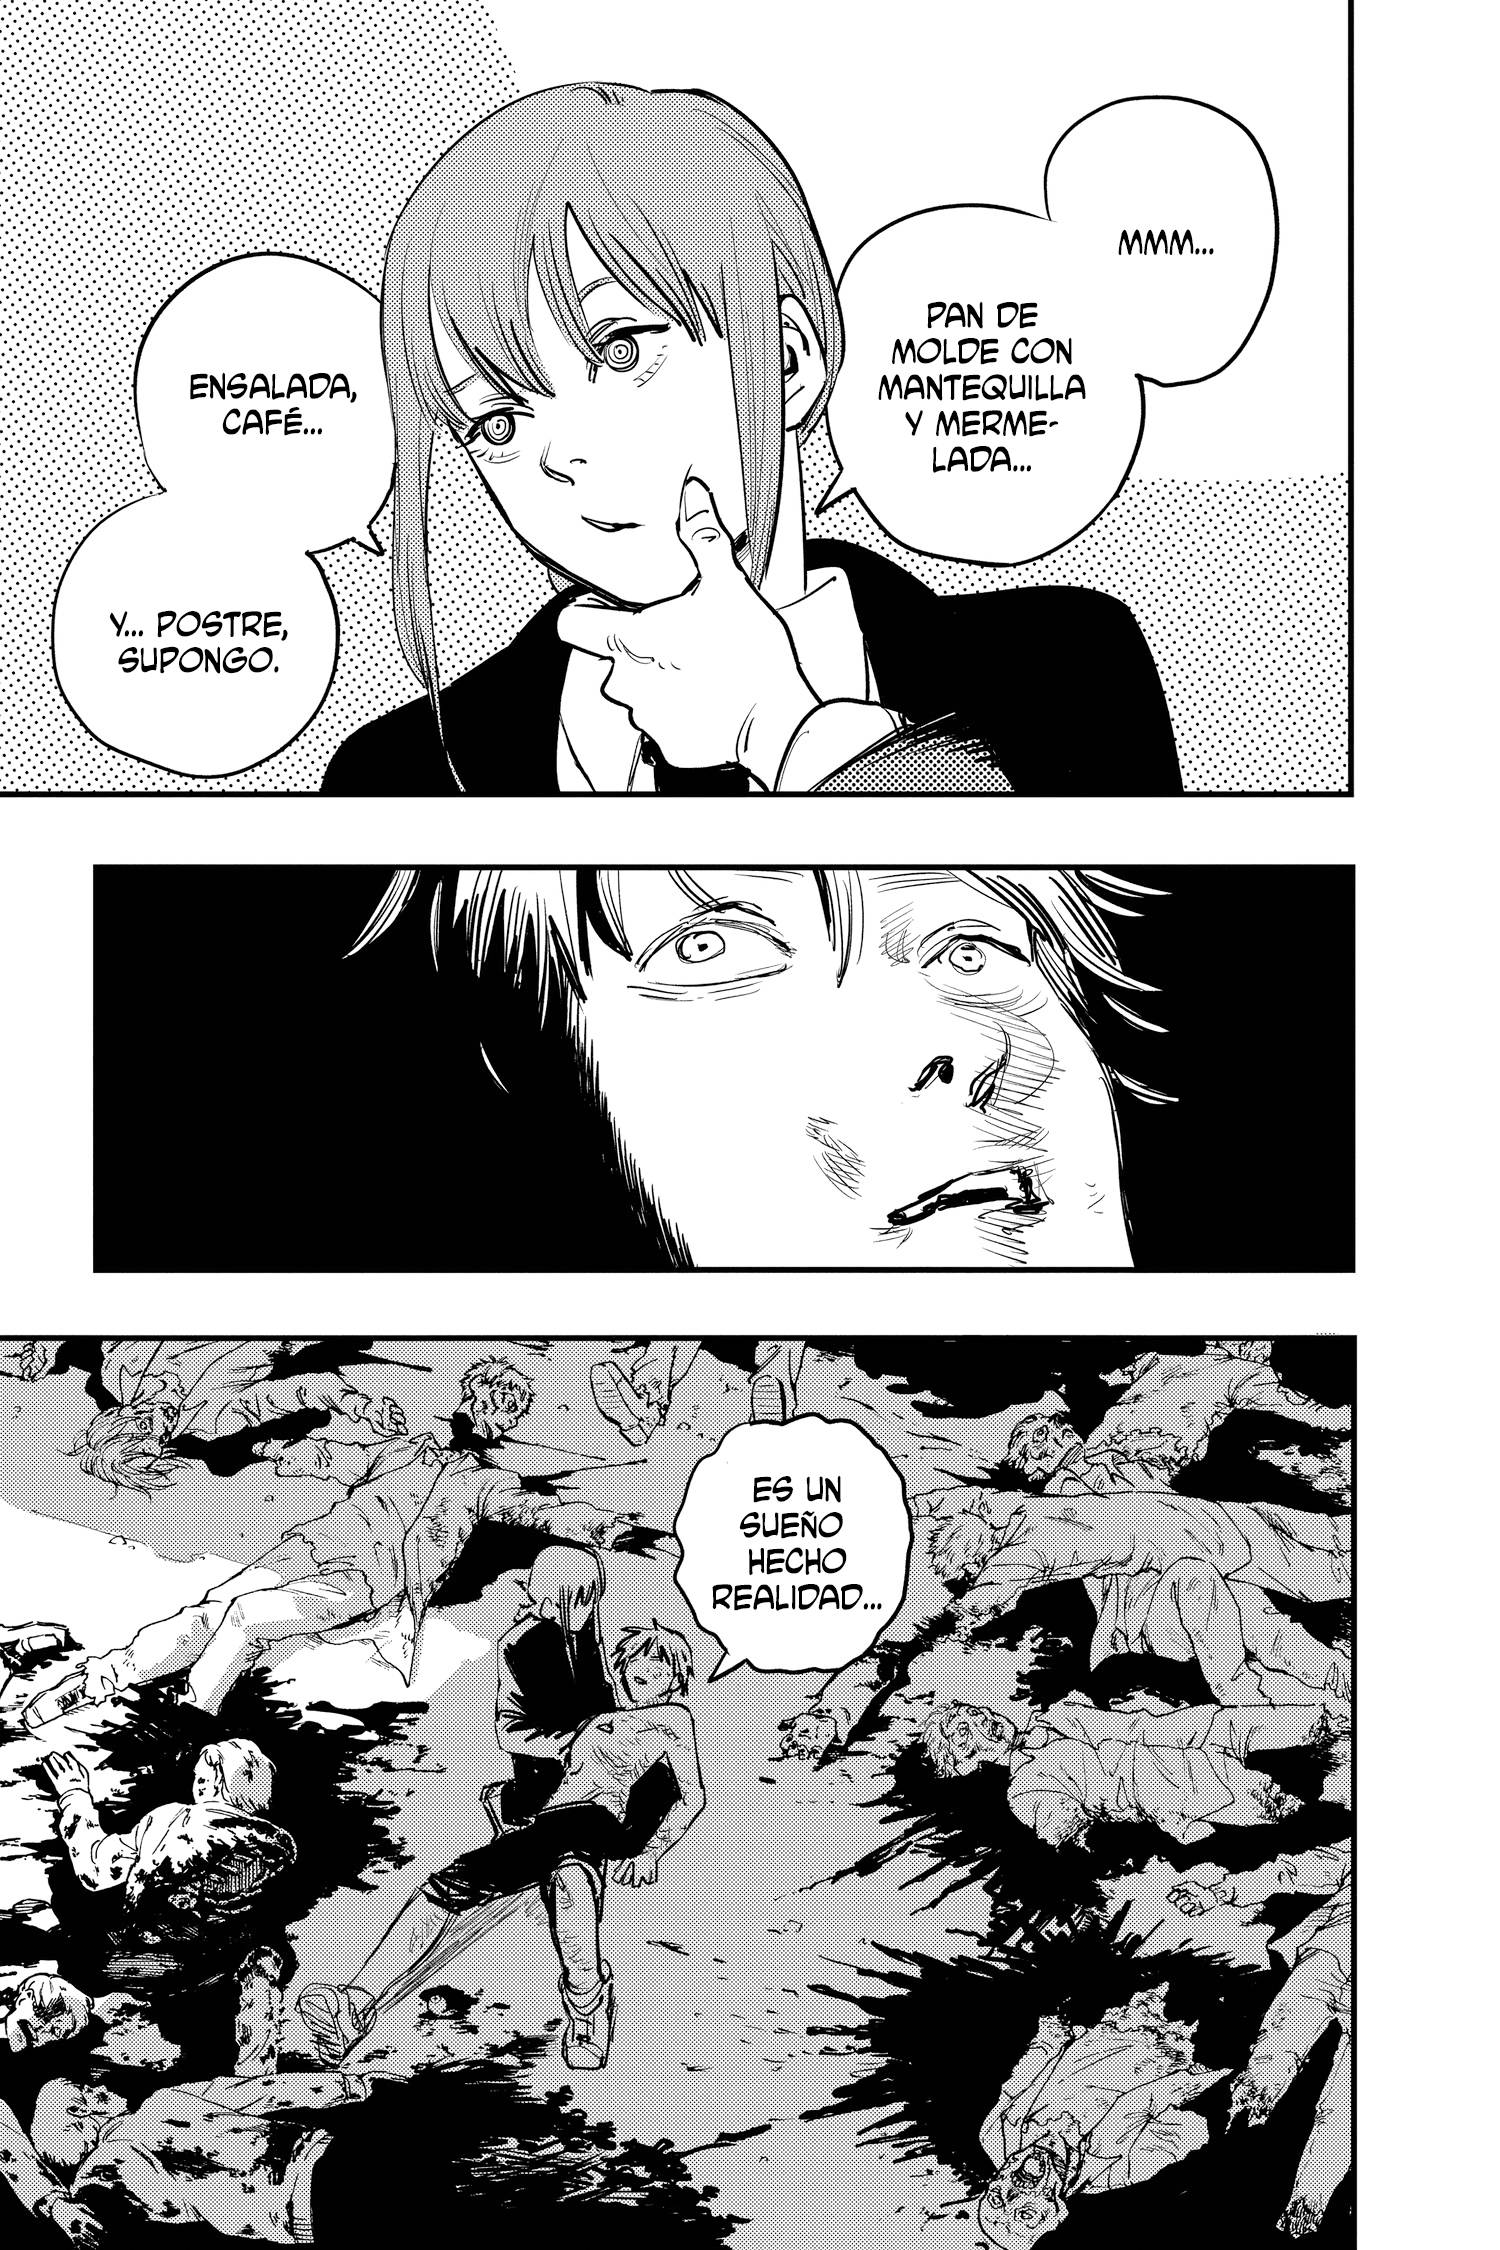 MMM...
PAN DE
MOLDE CON
MANTEQUILLA
Y MERME-
LADA...
ENSALADA,
CAFÉ...
Y... POSTRE,
SUPONGO.
ES UN
SUEÑO
HECHO
REALIDAD...